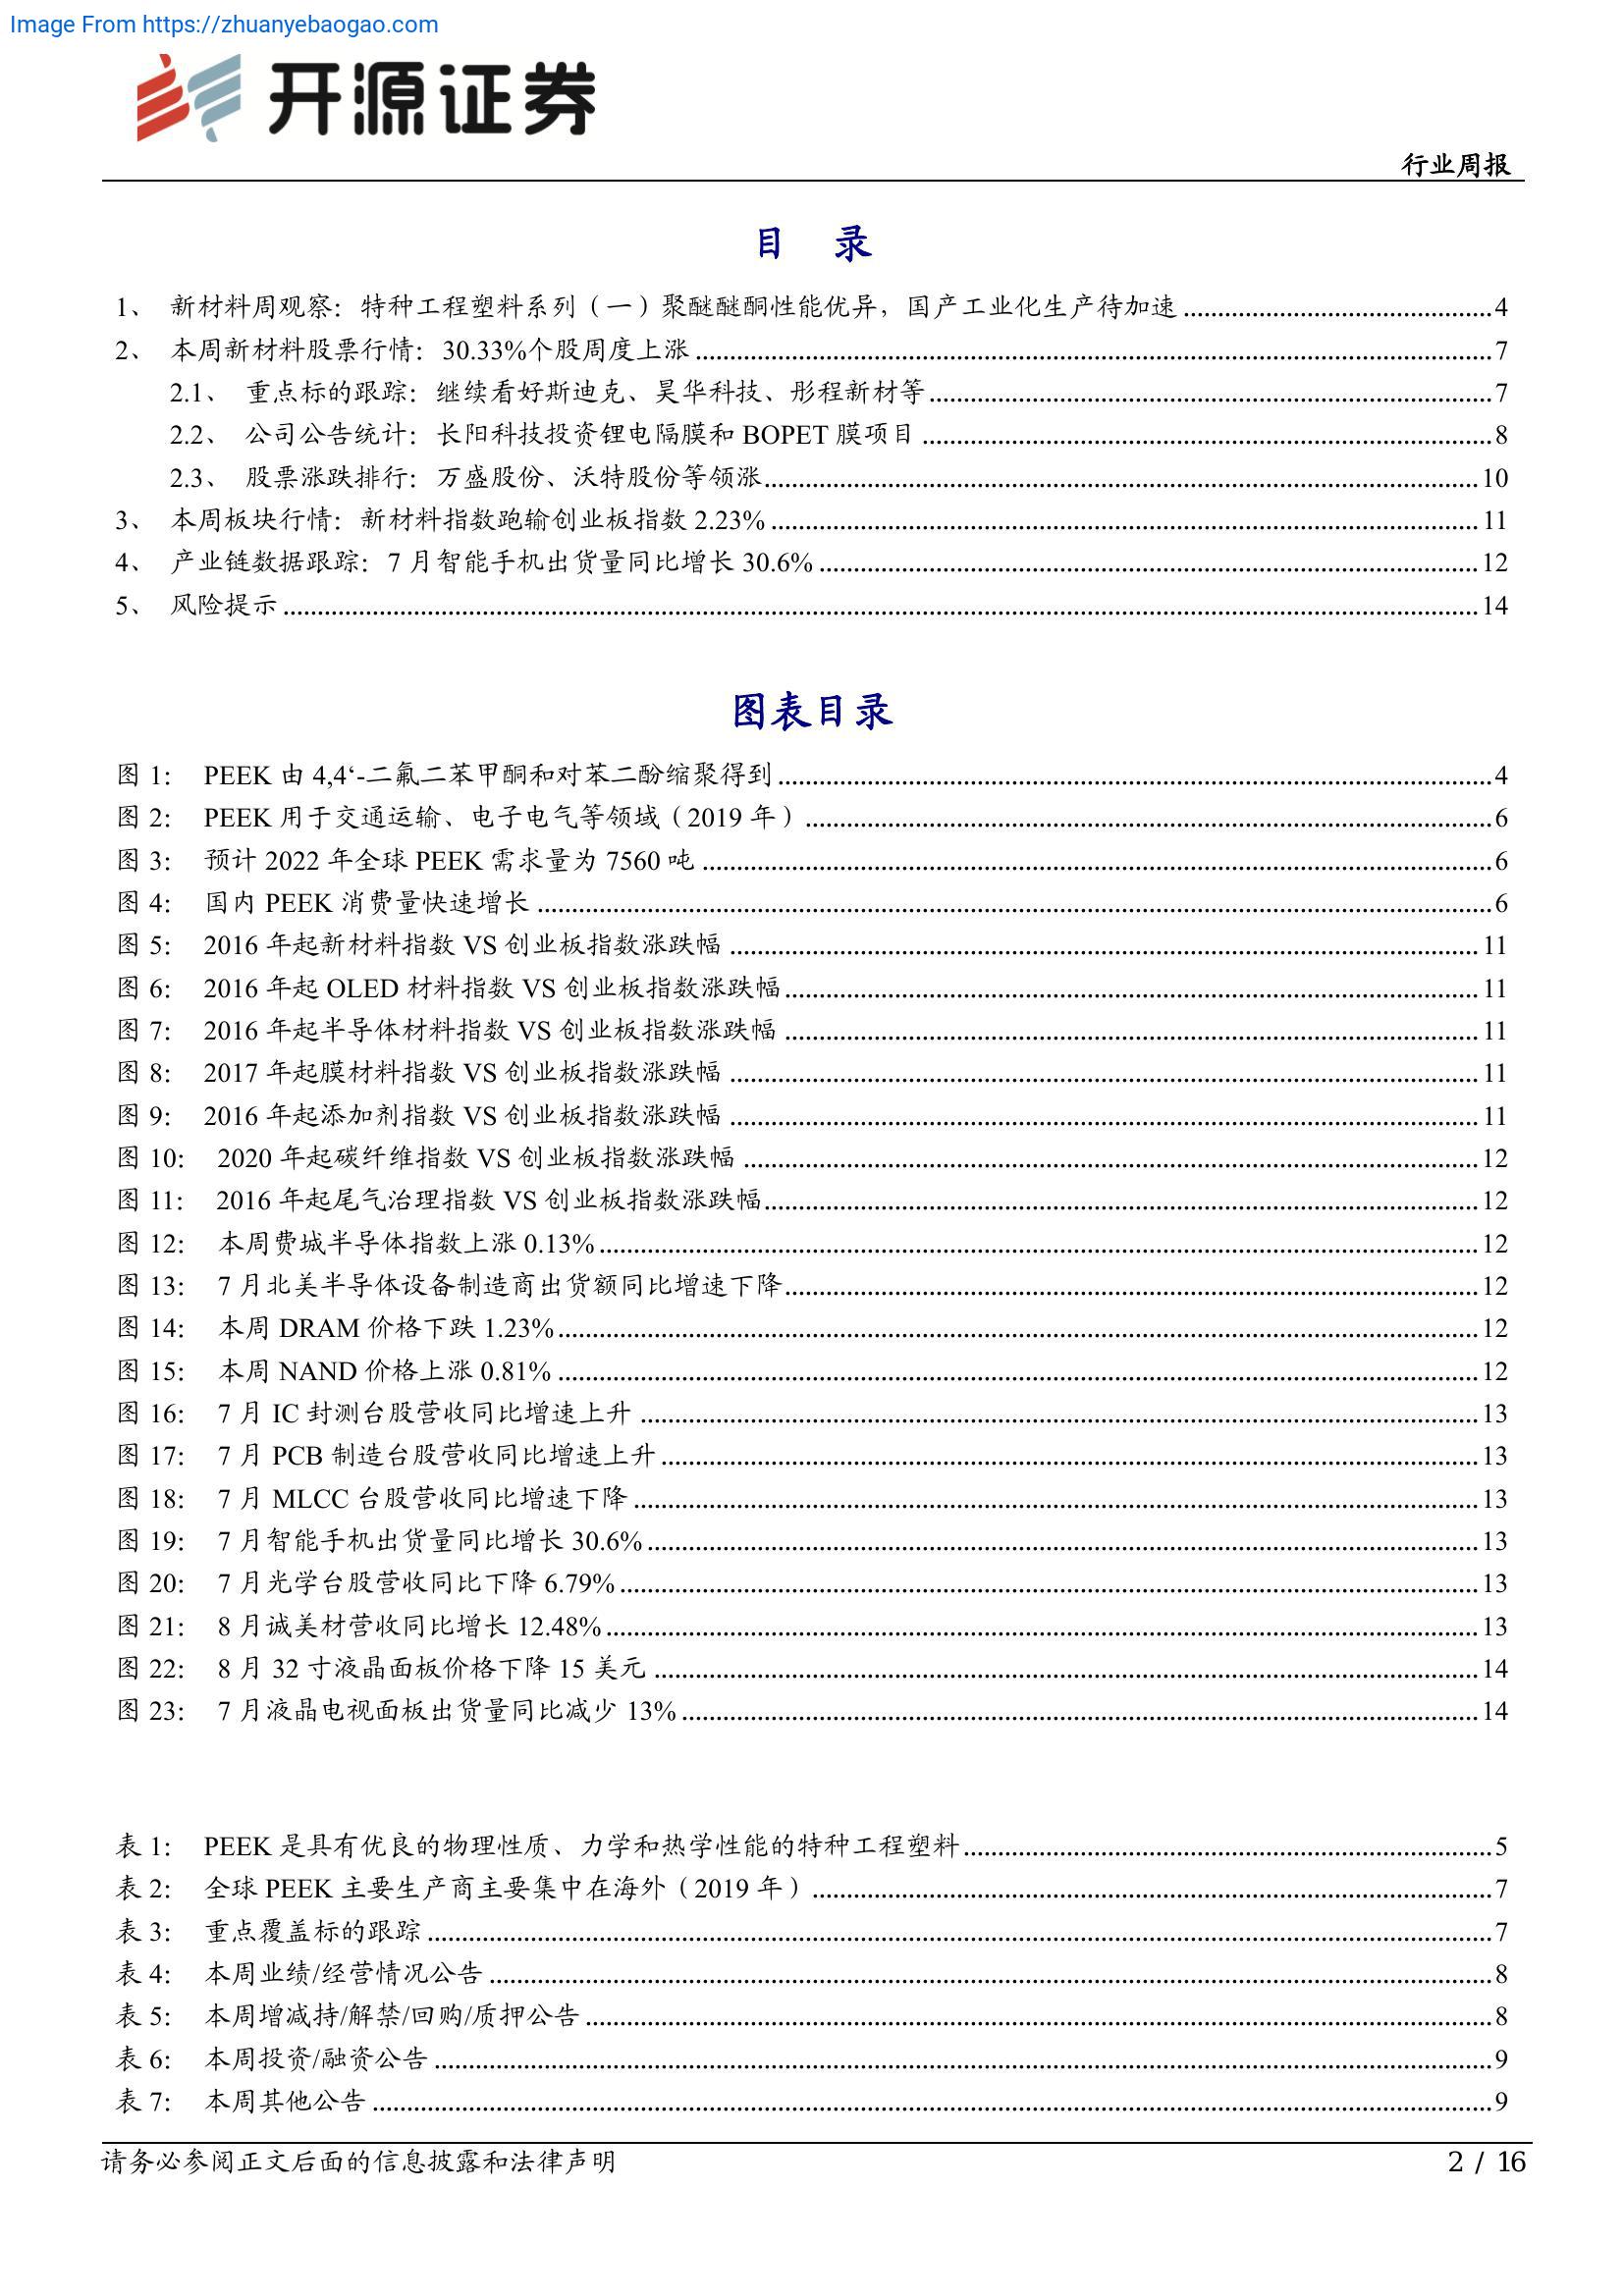 Image From https://zhuanyebaogao.com
开源证券
行业周报
目 录
1、 新材料周观察：特种工程塑料系列（一）聚醚醚酮性能优异，国产工业化生产待加速 4
2、 本周新材料股票行情：30.33%个股周度上涨 7
2.1、 重点标的跟踪：继续看好斯迪克、昊华科技、彤程新材等 7
2.2、 公司公告统计：长阳科技投资锂电隔膜和 BOPET 膜项目 8
2.3、 股票涨跌排行：万盛股份、沃特股份等领涨 10
3、 本周板块行情：新材料指数跑输创业板指数 2.23% 11
4、 产业链数据跟踪：7 月智能手机出货量同比增长 30.6% 12
5、 风险提示 14
图表目录
图 1： PEEK 由 4,4‘-二氟二苯甲酮和对苯二酚缩聚得到 4
图 2： PEEK 用于交通运输、电子电气等领域（2019 年） 6
图 3： 预计 2022 年全球 PEEK 需求量为 7560 吨 6
图 4： 国内 PEEK 消费量快速增长 6
图 5： 2016 年起新材料指数 VS 创业板指数涨跌幅 11
图 6： 2016 年起 OLED 材料指数 VS 创业板指数涨跌幅 11
图 7： 2016 年起半导体材料指数 VS 创业板指数涨跌幅 11
图 8： 2017 年起膜材料指数 VS 创业板指数涨跌幅 11
图 9： 2016 年起添加剂指数 VS 创业板指数涨跌幅 11
图 10： 2020 年起碳纤维指数 VS 创业板指数涨跌幅 12
图 11： 2016 年起尾气治理指数 VS 创业板指数涨跌幅 12
图 12： 本周费城半导体指数上涨 0.13% 12
图 13： 7 月北美半导体设备制造商出货额同比增速下降 12
图 14： 本周 DRAM 价格下跌 1.23% 12
图 15： 本周 NAND 价格上涨 0.81% 12
图 16： 7 月 IC 封测台股营收同比增速上升 13
图 17： 7 月 PCB 制造台股营收同比增速上升 13
图 18： 7 月 MLCC 台股营收同比增速下降 13
图 19： 7 月智能手机出货量同比增长 30.6% 13
图 20： 7 月光学台股营收同比下降 6.79% 13
图 21： 8 月诚美材营收同比增长 12.48% 13
图 22： 8 月 32 寸液晶面板价格下降 15 美元 14
图 23： 7 月液晶电视面板出货量同比减少 13% 14
表 1： PEEK 是具有优良的物理性质、力学和热学性能的特种工程塑料 5
表 2： 全球 PEEK 主要生产商主要集中在海外（2019 年） 7
表 3： 重点覆盖标的跟踪 7
表 4： 本周业绩/经营情况公告 8
表 5： 本周增减持/解禁/回购/质押公告 8
表 6： 本周投资/融资公告 9
表 7： 本周其他公告 9
请务必参阅正文后面的信息披露和法律声明 2 / 16